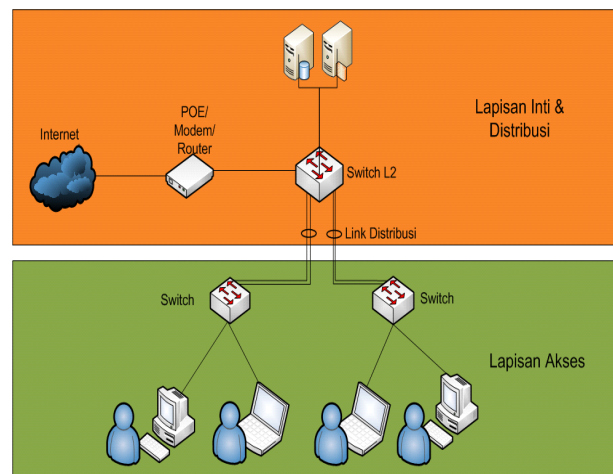 POE/
Modem/
Router
Internet
Lapisan Inti &
Distribusi
Switch L2
Link Distribusi
Switch
Switch
Lapisan Akses